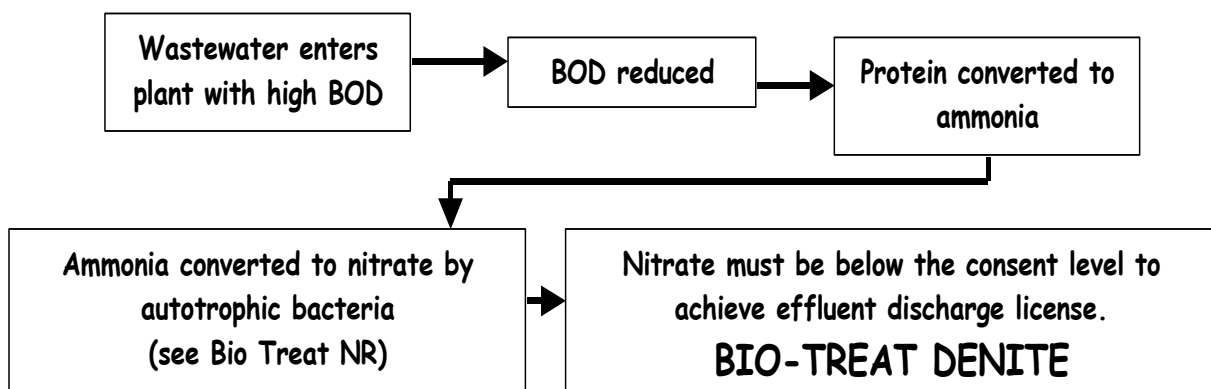 Wastewater enters
plant with high BOD
BOD reduced
Protein converted to
ammonia
Ammonia converted to nitrate by
autotrophic bacteria
(see Bio Treat NR)
Nitrate must be below the consent level to
achieve effluent discharge license.
BIO-TREAT DENITE